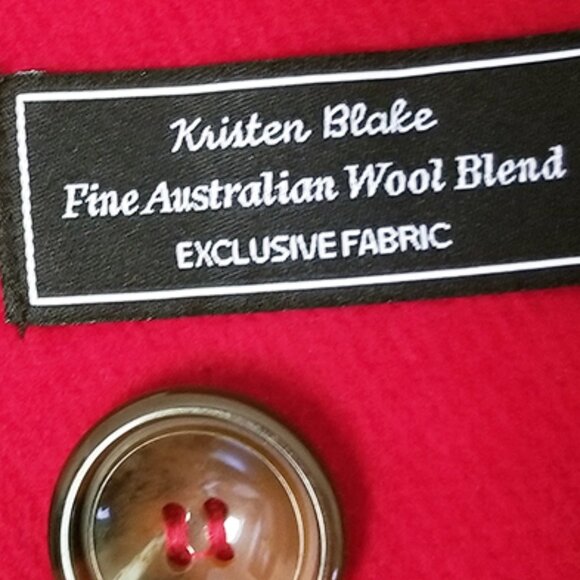 Kristen Blake
Fine Australian Wool Blend
EXCLUSIVE FABRIC